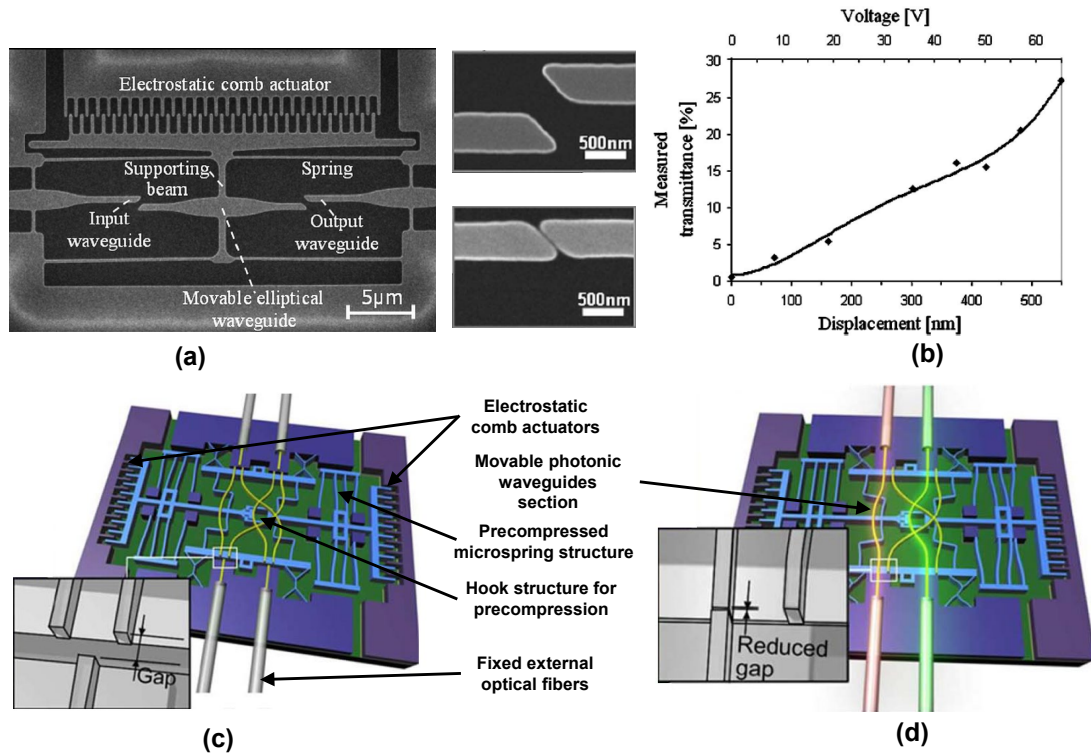 Electrostatic comb actuator
Supporting
beam
Spring
Input
waveguide
Output
waveguide
Movable elliptical
waveguide
5μm
500nm
500nm
(a)
Voltage [V]
0 10 20 30 40 50 60
Measured
transmittance [%]
30
25
20
15
10
5
0
0 100 200 300 400 500
Displacement [nm]
(b)
Electrostatic
comb actuators
Movable photonic
waveguides
section
Precompressed
microspring structure
Hook structure for
precompression
Fixed external
optical fibers
Gap
(c)
Reduced
gap
(d)